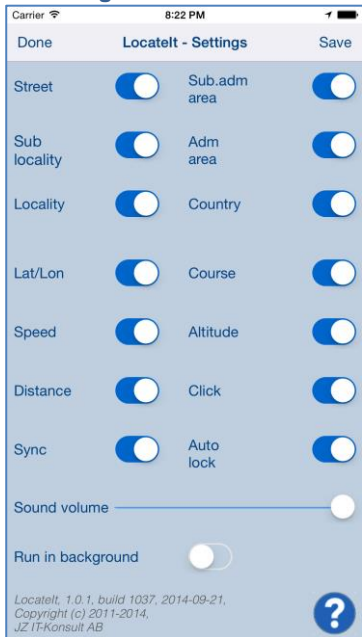 Carrier 8:22 PM
Done LocateIt - Settings Save
Street Sub.adm
area
Sub
locality Adm
area
Locality Country
Lat/Lon Course
Speed Altitude
Distance Click
Sync Auto
lock
Sound volume
Run in background
LocateIt, 1.0.1, build 1037, 2014-09-21,
Copyright (c) 2011-2014,
JZ IT-Konsult AB
?